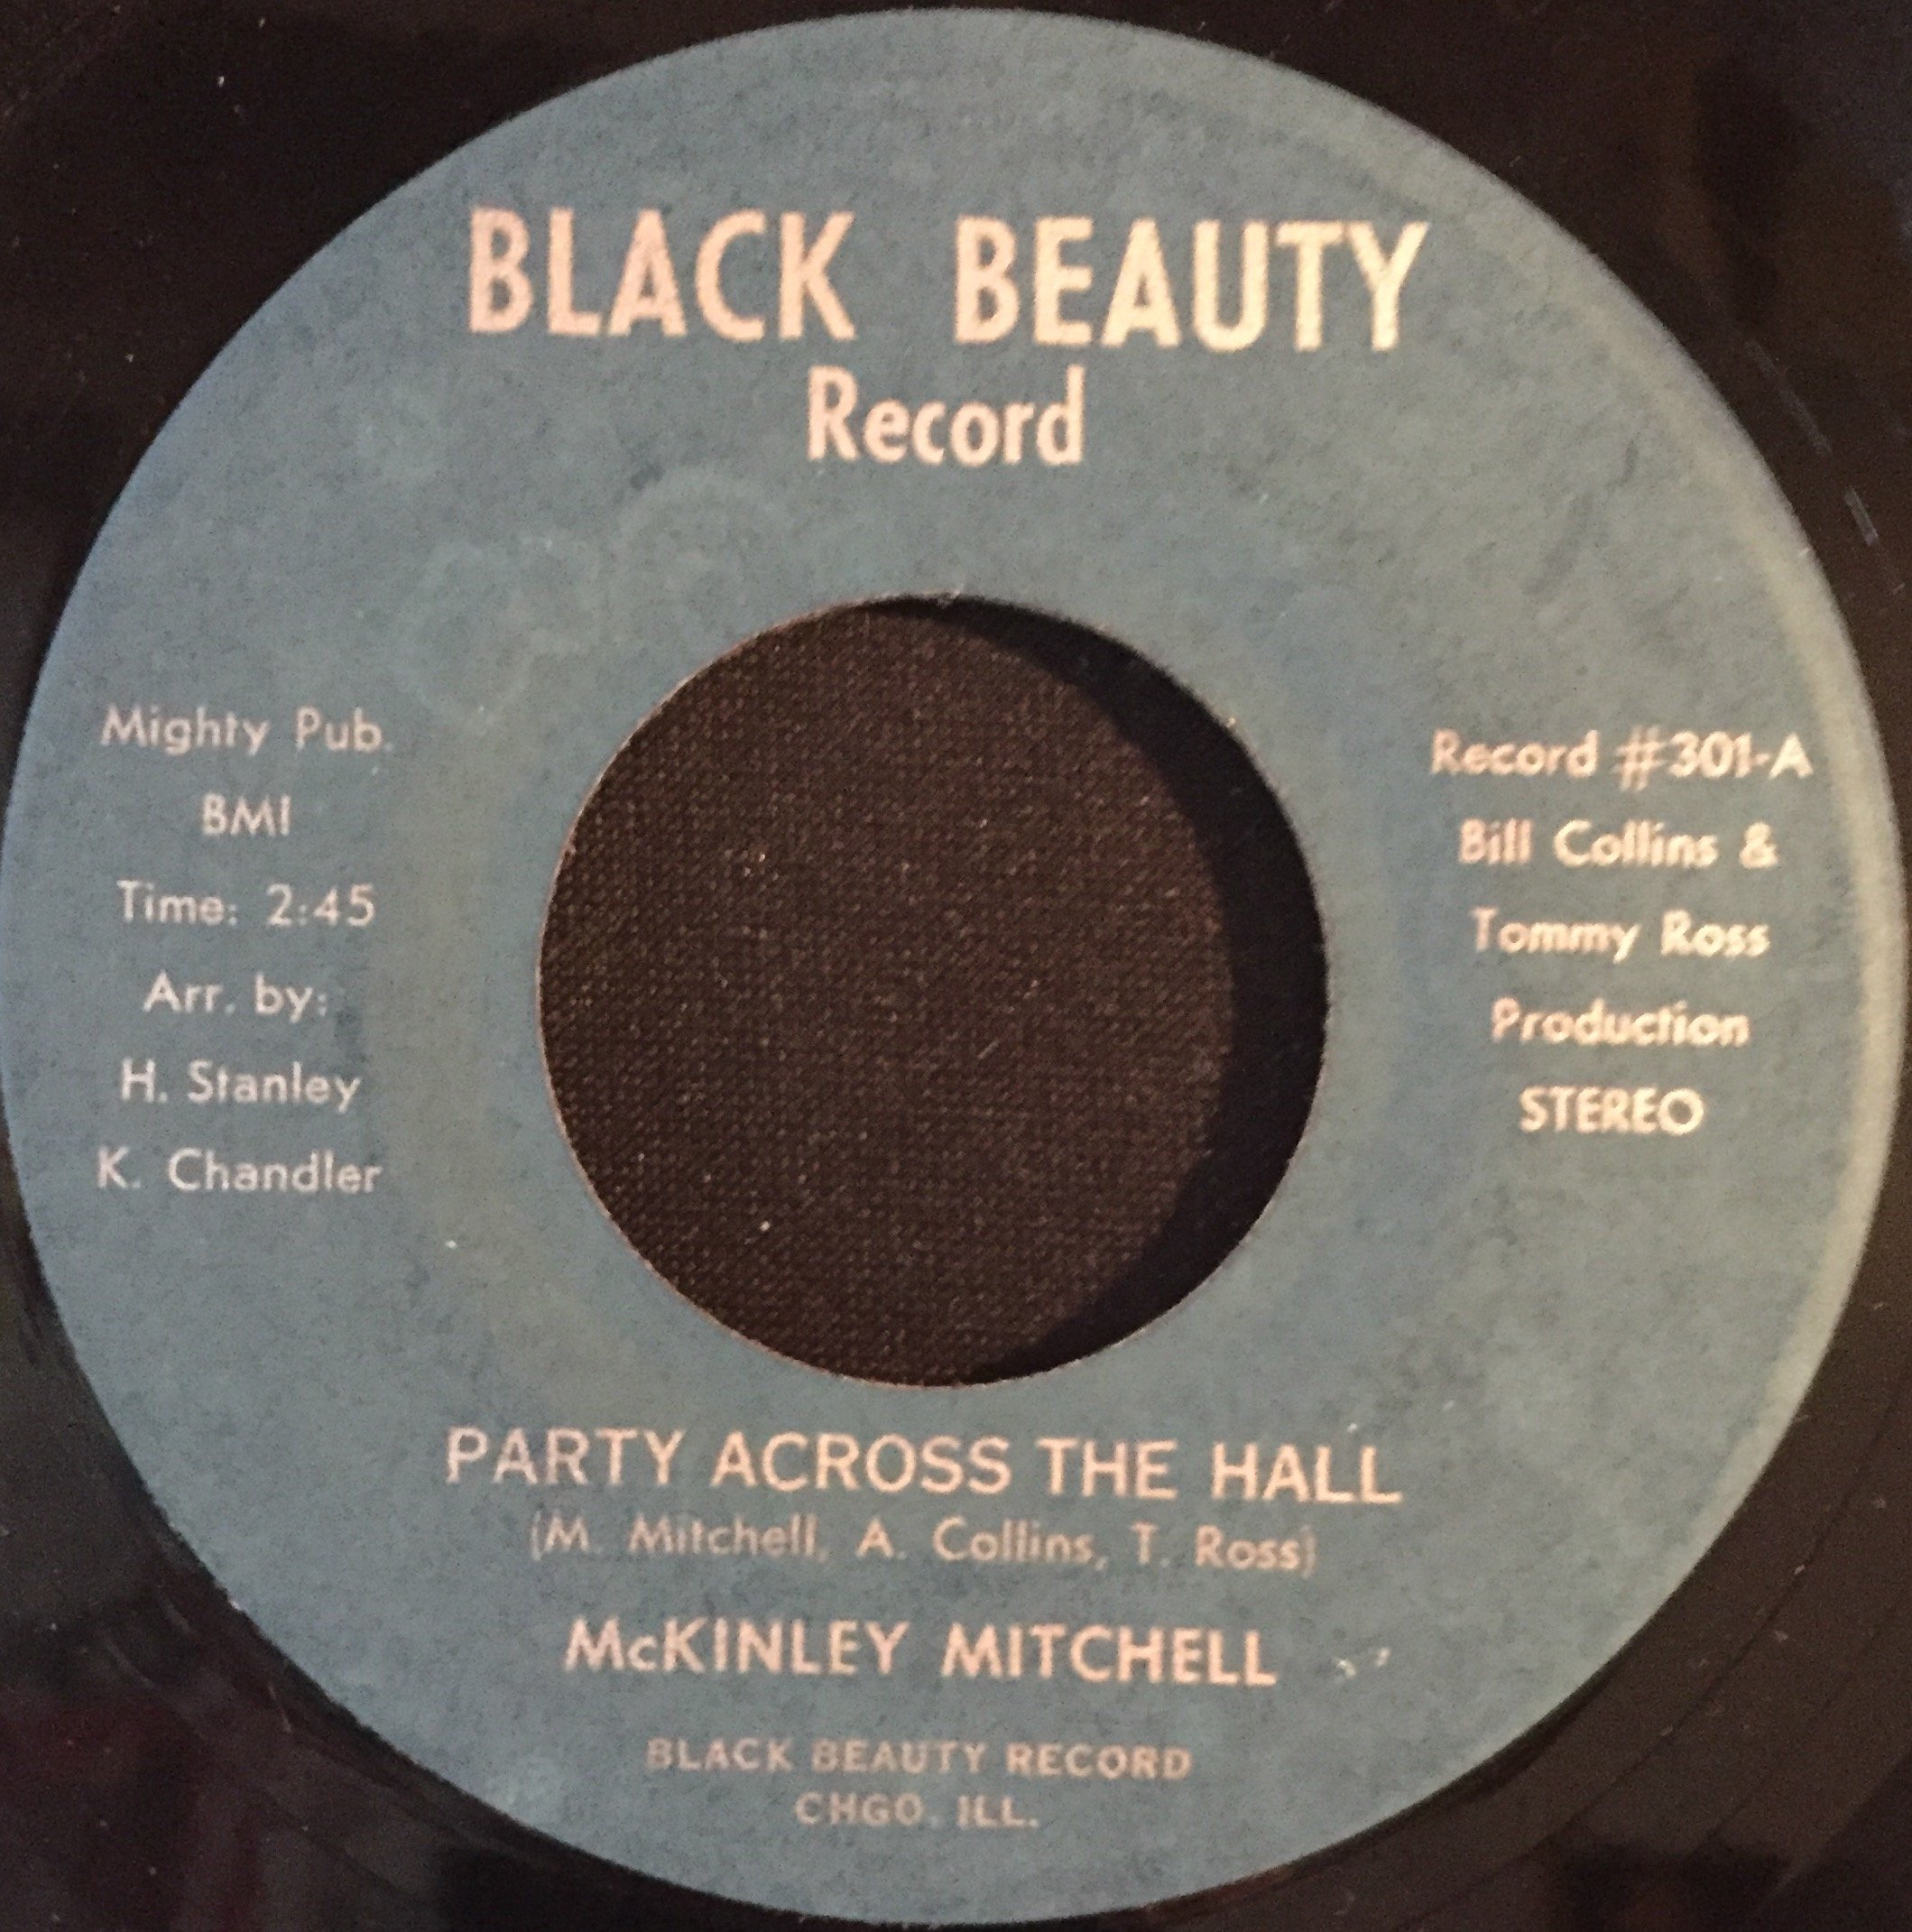 BLACK BEAUTY
Record
Mighty Pub.
BMI
Time: 2:45
Arr. by:
H. Stanley
K. Chandler
Record #301-A
Bill Collins &
Tommy Ross
Production
STEREO
PARTY ACROSS THE HALL
(M. Mitchell, A. Collins, T. Ross)
McKINLEY MITCHELL
BLACK BEAUTY RECORD
CHGO. ILL.